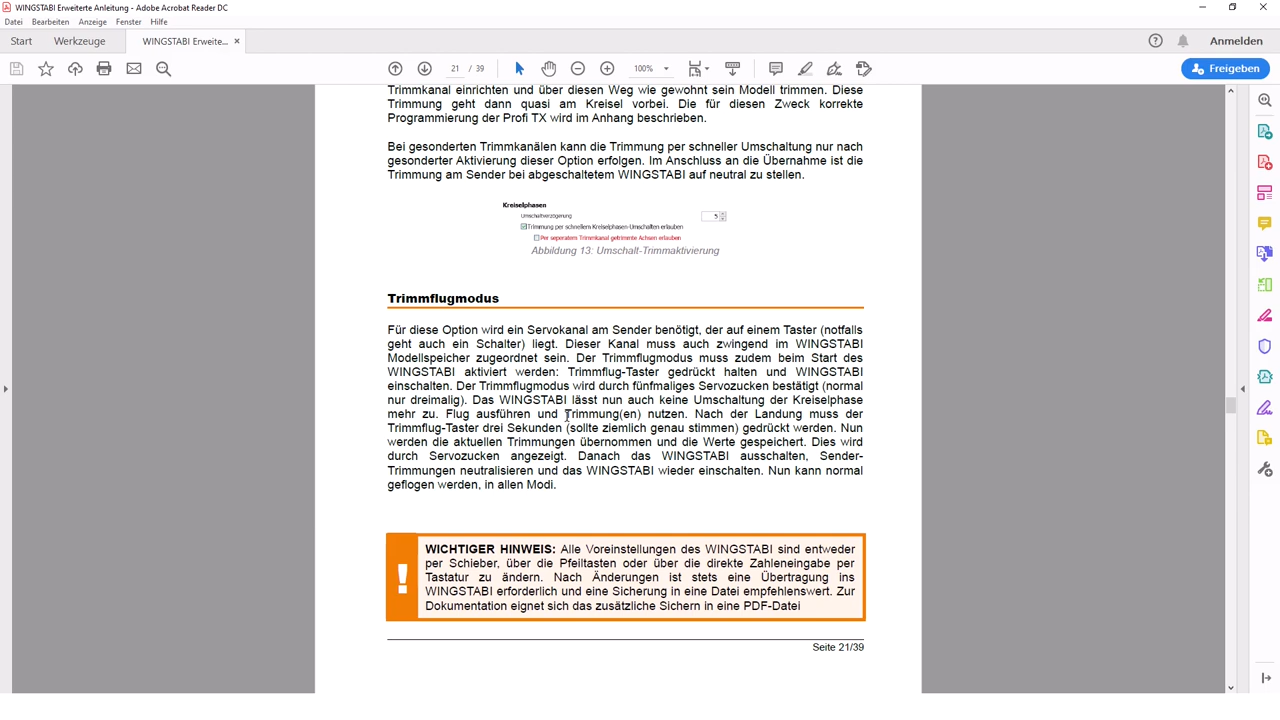 WINGSTABI Erweiterte Anleitung - Adobe Acrobat Reader DC
Datei Bearbeiten Anzeige Fenster Hilfe
Start Werkzeuge WINGSTABI Erweite... × Anmelden
21 / 39 100% Freigeben
Trimmkanal einrichten und über diesen Weg wie gewohnt sein Modell trimmen. Diese
Trimmung geht dann quasi am Kreisel vorbei. Die für diesen Zweck korrekte
Programmierung der Profi TX wird im Anhang beschrieben.
Bei gesonderten Trimmkanälen kann die Trimmung per schneller Umschaltung nur nach
gesonderter Aktivierung dieser Option erfolgen. Im Anschluss an die Übernahme ist die
Trimmung am Sender bei abgeschaltetem WINGSTABI auf neutral zu stellen.
Kreiselphasen
Umschaltverzögerung 5
Trimmung per schnellem Kreiselphasen-Umschalten erlauben
Per seperatem Trimmkanal getrimmte Achsen erlauben
Abbildung 13: Umschalt-Trimmaktivierung
Trimmflugmodus
Für diese Option wird ein Servokanal am Sender benötigt, der auf einem Taster (notfalls
geht auch ein Schalter) liegt. Dieser Kanal muss auch zwingend im WINGSTABI
Modellspeicher zugeordnet sein. Der Trimmflugmodus muss zudem beim Start des
WINGSTABI aktiviert werden: Trimmflug-Taster gedrückt halten und WINGSTABI
einschalten. Der Trimmflugmodus wird durch fünfmaliges Servozucken bestätigt (normal
nur dreimalig). Das WINGSTABI lässt nun auch keine Umschaltung der Kreiselphase
mehr zu. Flug ausführen und Trimmung(en) nutzen. Nach der Landung muss der
Trimmflug-Taster drei Sekunden (sollte ziemlich genau stimmen) gedrückt werden. Nun
werden die aktuellen Trimmungen übernommen und die Werte gespeichert. Dies wird
durch Servozucken angezeigt. Danach das WINGSTABI ausschalten, Sender-
Trimmungen neutralisieren und das WINGSTABI wieder einschalten. Nun kann normal
geflogen werden, in allen Modi.
WICHTIGER HINWEIS: Alle Voreinstellungen des WINGSTABI sind entweder
per Schieber, über die Pfeiltasten oder über die direkte Zahleneingabe per
Tastatur zu ändern. Nach Änderungen ist stets eine Übertragung ins
WINGSTABI erforderlich und eine Sicherung in eine Datei empfehlenswert. Zur
Dokumentation eignet sich das zusätzliche Sichern in eine PDF-Datei
Seite 21/39